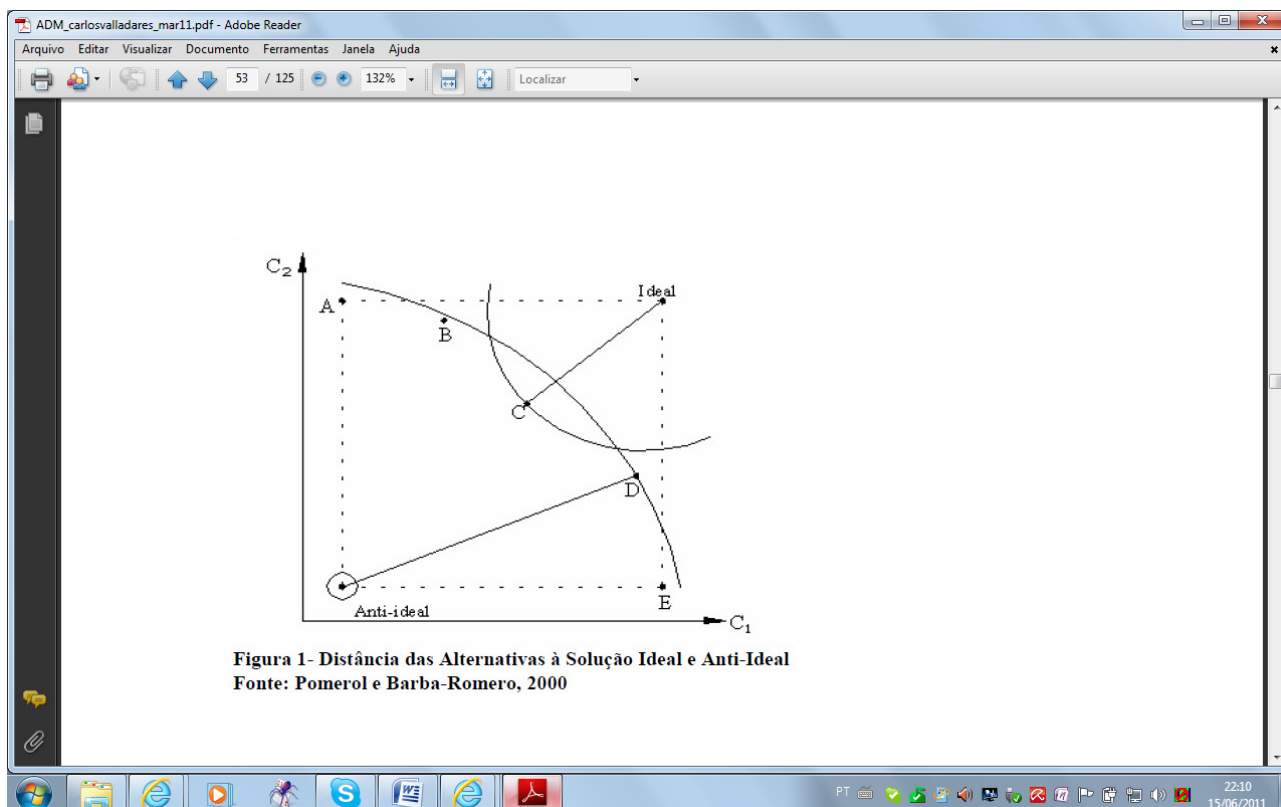 ADM_carlosvalladares_mar11.pdf - Adobe Reader
Arquivo Editar Visualizar Documento Ferramentas Janela Ajuda
53 / 125 132% Localizar
C2
A
Ideal
B
C
D
E
Anti-ideal
C1
Figura 1- Distância das Alternativas à Solução Ideal e Anti-Ideal
Fonte: Pomerol e Barba-Romero, 2000
PT
22:10
15/06/2011